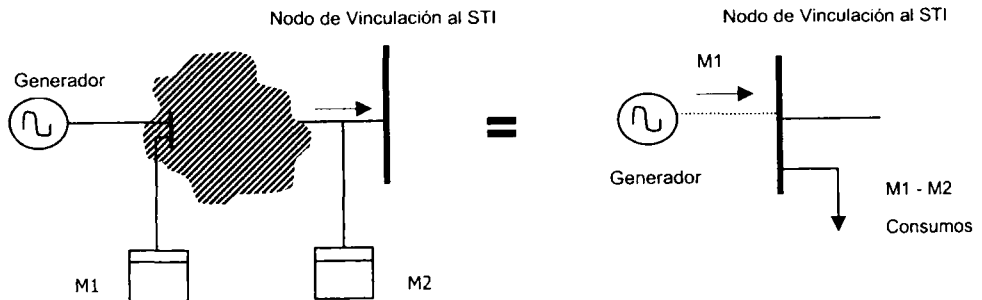 Nodo de Vinculación al STI
Generador
M1
M2
=
Nodo de Vinculación al STI
M1
Generador
M1 - M2
Consumos